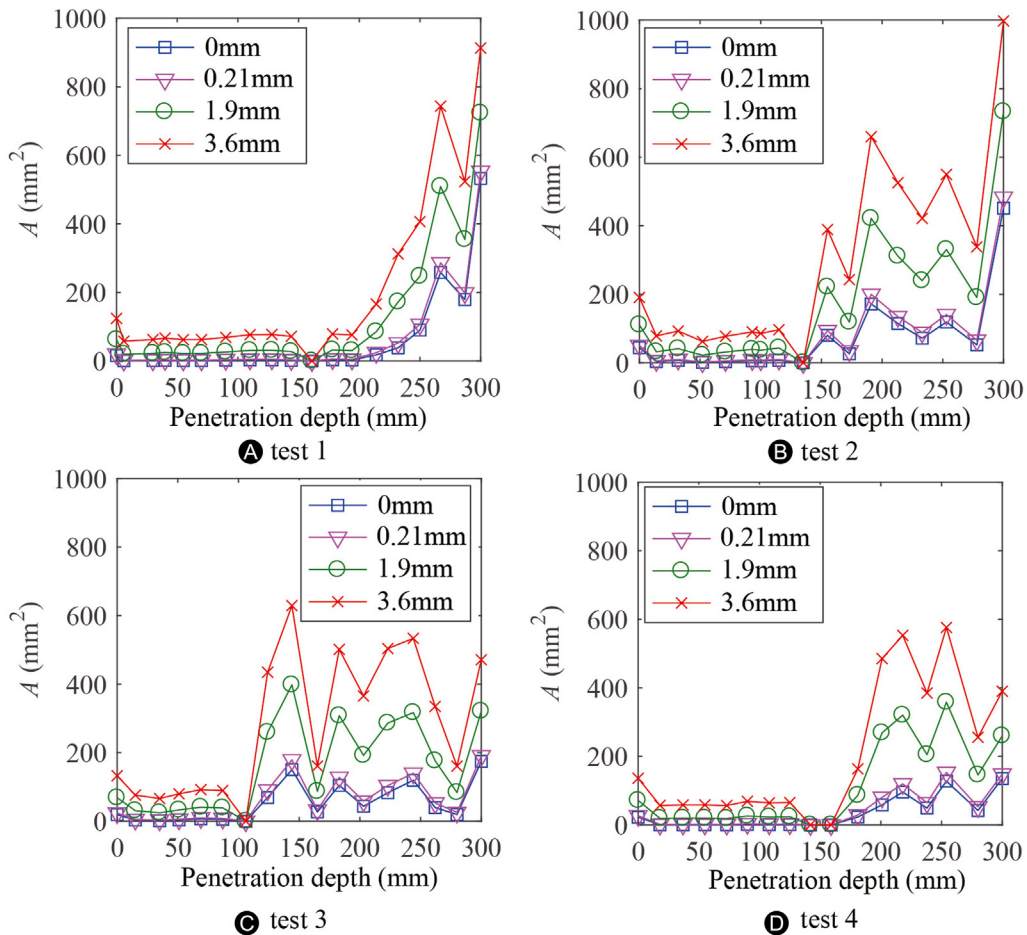 1000
800
600
400
200
0
A (mm²)
0mm
0.21mm
1.9mm
3.6mm
0 50 100 150 200 250 300
Penetration depth (mm)
A test 1
1000
800
600
400
200
0
A (mm²)
0mm
0.21mm
1.9mm
3.6mm
0 50 100 150 200 250 300
Penetration depth (mm)
B test 2
1000
800
600
400
200
0
A (mm²)
0mm
0.21mm
1.9mm
3.6mm
0 50 100 150 200 250 300
Penetration depth (mm)
C test 3
1000
800
600
400
200
0
A (mm²)
0mm
0.21mm
1.9mm
3.6mm
0 50 100 150 200 250 300
Penetration depth (mm)
D test 4